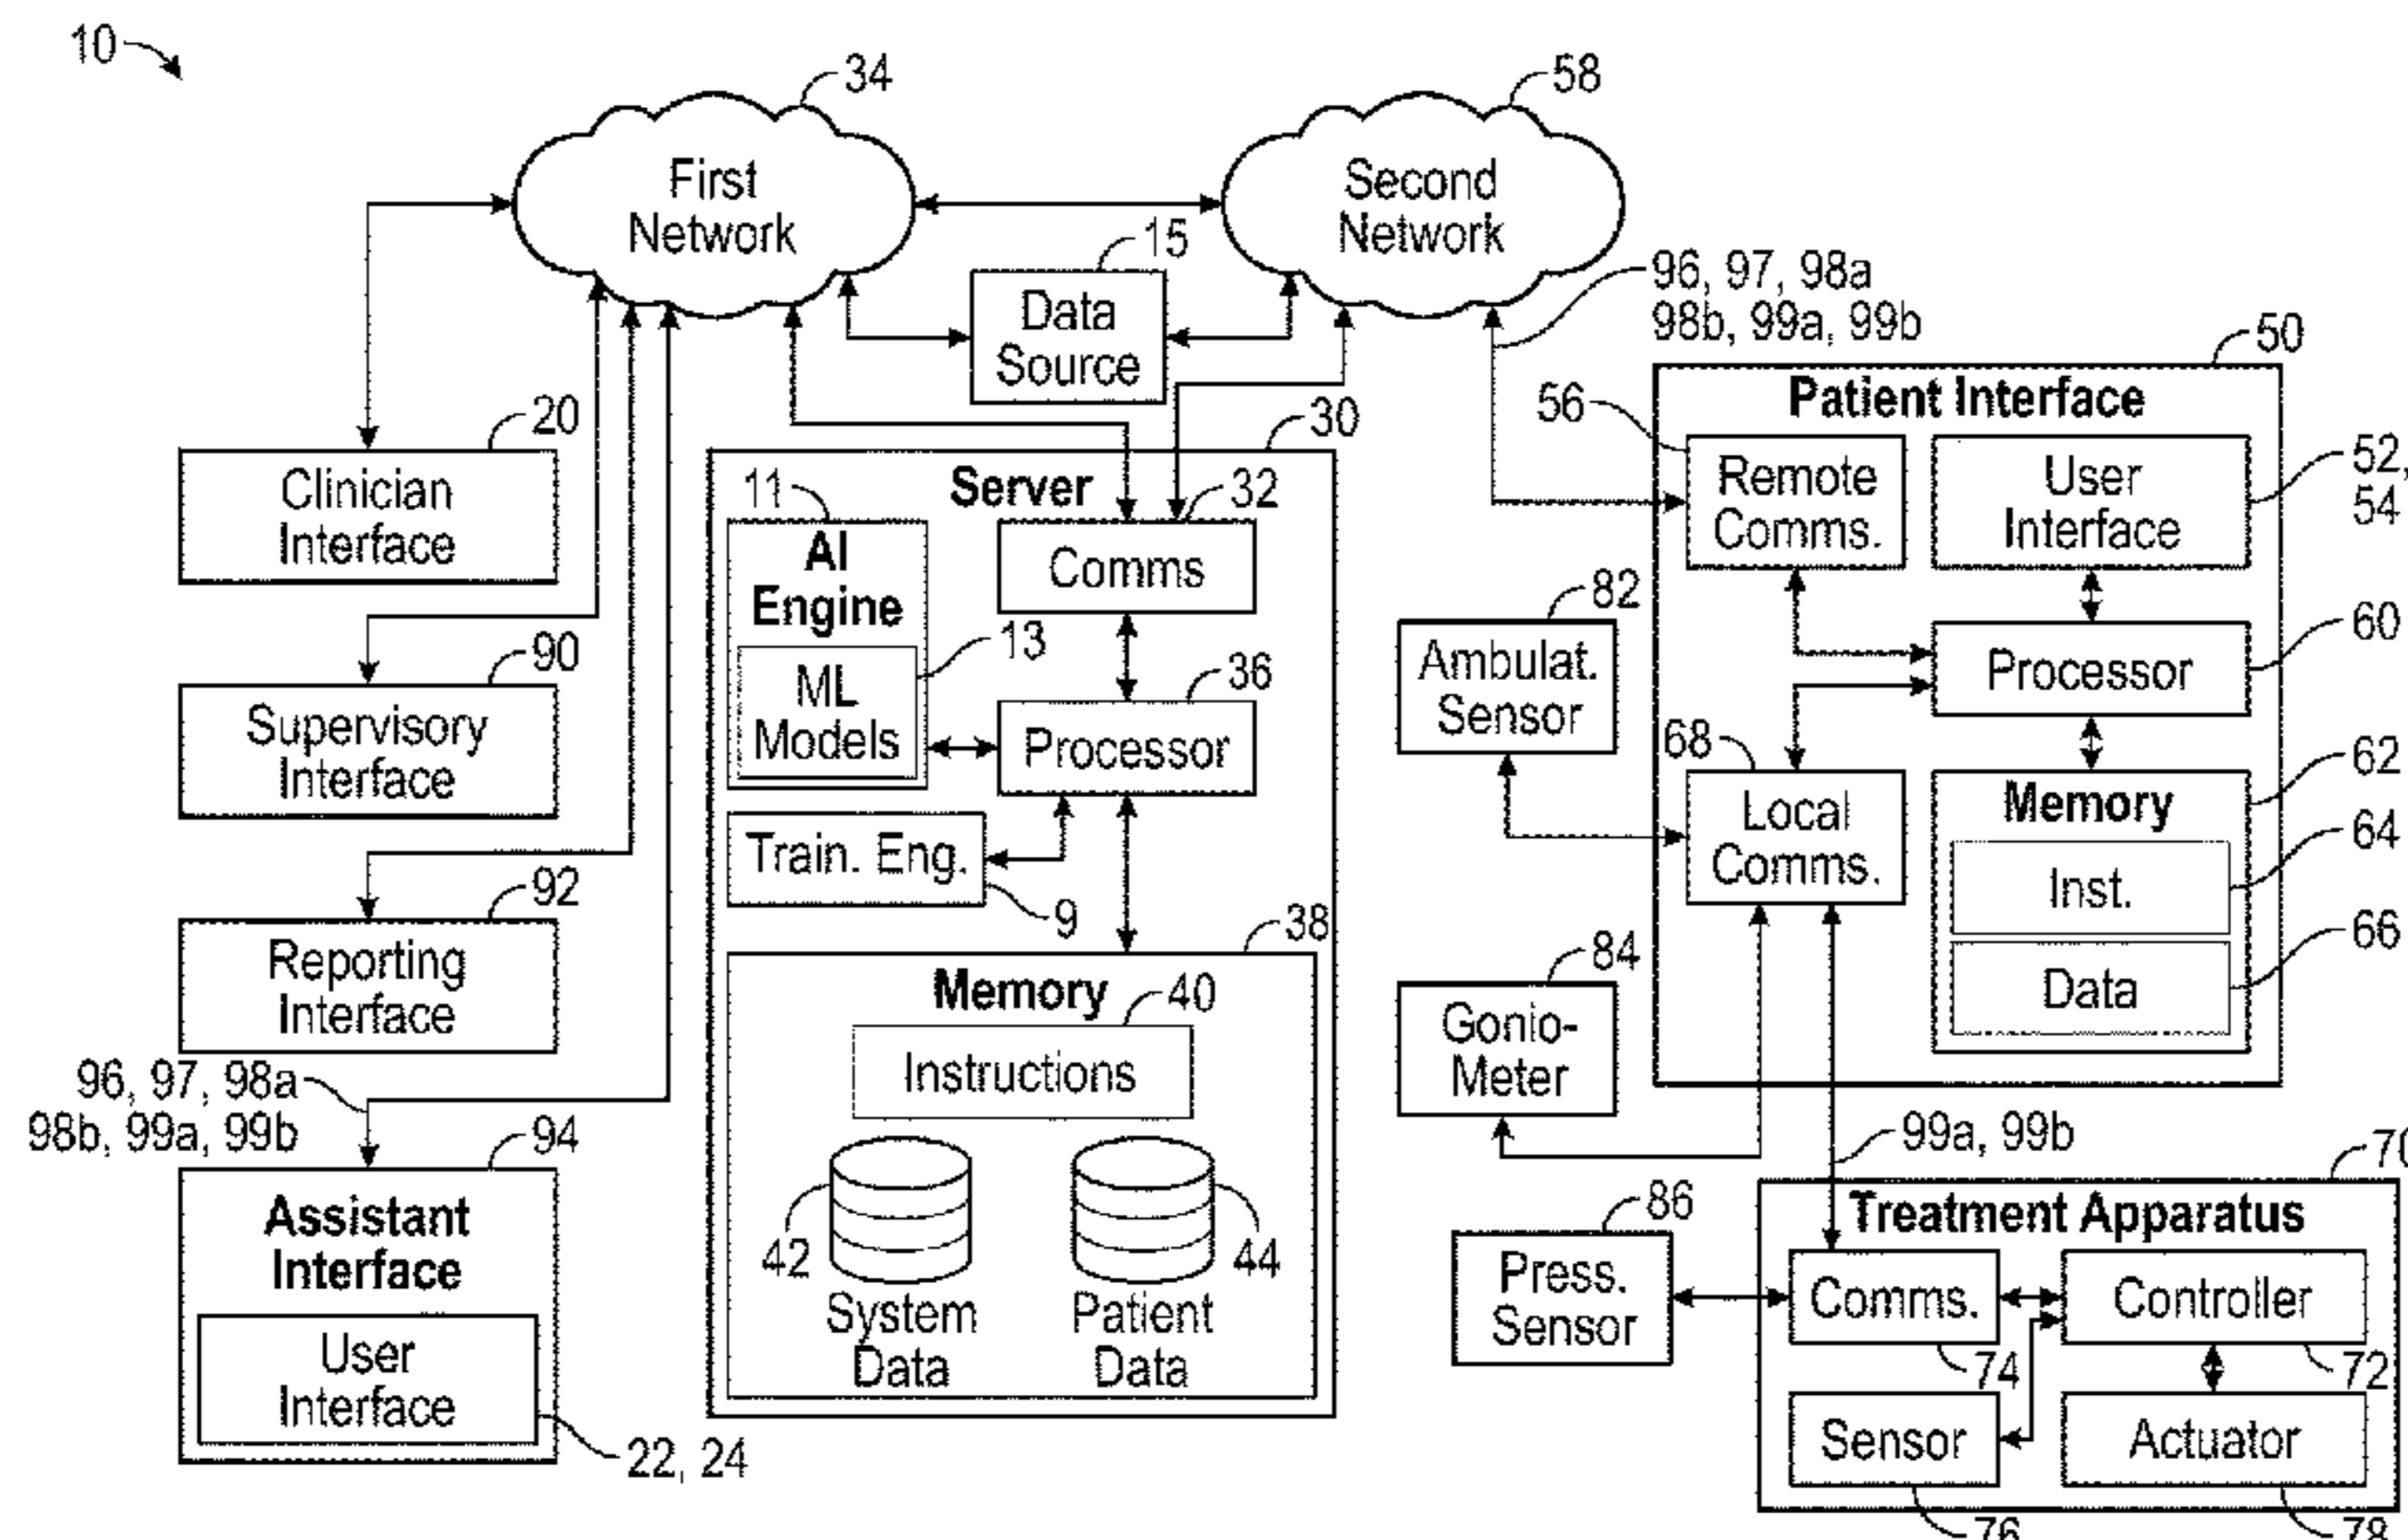 10
34
58
First
Network
Second
Network
15
Data
Source
96, 97, 98a
98b, 99a, 99b
50
Patient Interface
56
Remote
Comms.
User
Interface
52,
54
20
Clinician
Interface
30
Server
11
AI
Engine
32
Comms
13
ML
Models
36
Processor
82
Ambulat.
Sensor
60
Processor
90
Supervisory
Interface
68
Local
Comms.
62
Memory
64
Inst.
66
Data
Train. Eng.
9
92
Reporting
Interface
38
Memory
40
Instructions
84
Gonio-
Meter
96, 97, 98a
98b, 99a, 99b
94
Assistant
Interface
User
Interface
22, 24
42
System
Data
44
Patient
Data
99a, 99b
70
Treatment Apparatus
86
Press.
Sensor
Comms.
74
Controller
72
Sensor
76
Actuator
78